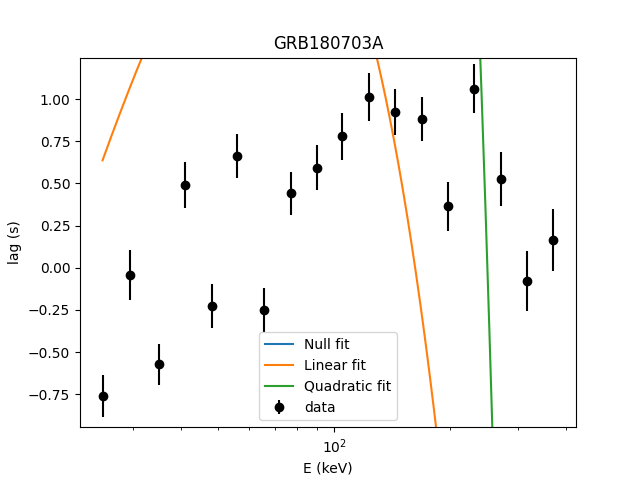 GRB180703A
lag (s)
1.00
0.75
0.50
0.25
0.00
−0.25
−0.50
−0.75
Null fit
Linear fit
Quadratic fit
data
10²
E (keV)